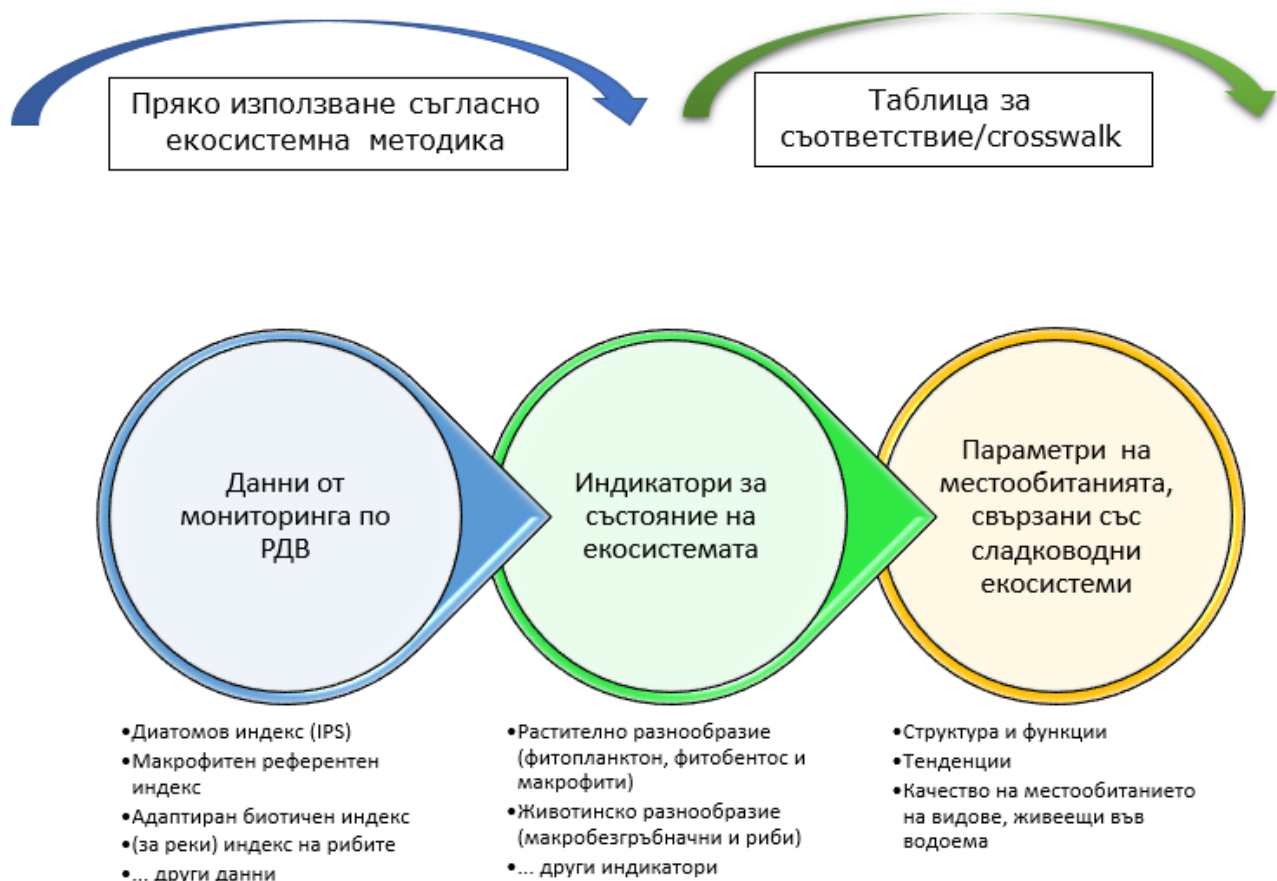 Пряко използване съгласно
екосистемна методика
Таблица за
съответствие/crosswalk
Данни от
мониторинга по
РДВ
Индикатори за
състояние на
екосистемата
Параметри на
местообитанията,
свързани със
сладководни
екосистеми
•Диатомов индекс (IPS)
•Макрофитен референтен
индекс
•Адаптиран биотичен индекс
•(за реки) индекс на рибите
•... други данни
•Растително разнообразие
(фитопланктон, фитобентос и
макрофити)
•Животинско разнообразие
(макробезгръбначни и риби)
•... други индикатори
•Структура и функции
•Тенденции
•Качество на местообитанието
на видове, живеещи във
водоема